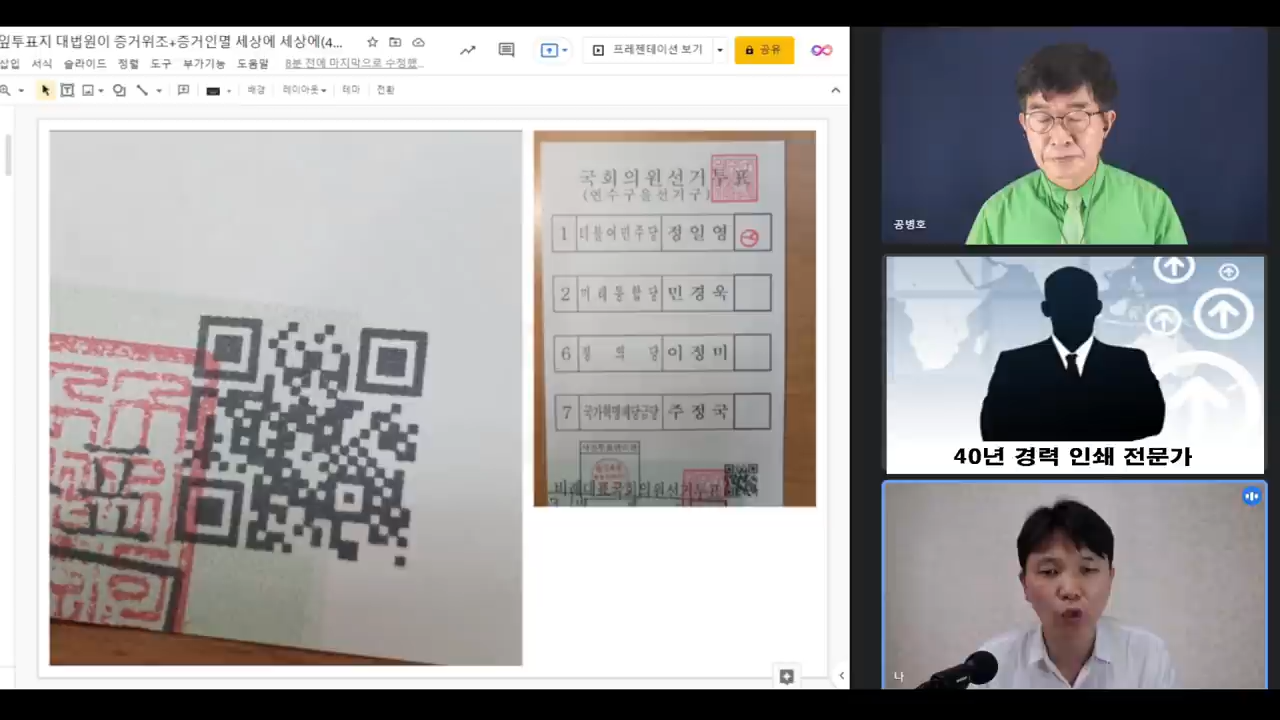 잎투표지 대법원이 증거위조+증거인멸 세상에 세상에(4...
삽입 서식 슬라이드 정렬 도구 부가기능 도움말 8분 전에 마지막으로 수정했...
프레젠테이션 보기
공유
배경 레이아웃 테마 전환
국회의원선거투표
(연수구을선거구)
1 더불어민주당 정일영
2 미래통합당 민경욱
6 정의당 이정미
7 국가혁명배당금당 주정국
사전투표관리관
비례대표국회의원선거투표
공병호
40년 경력 인쇄 전문가
나